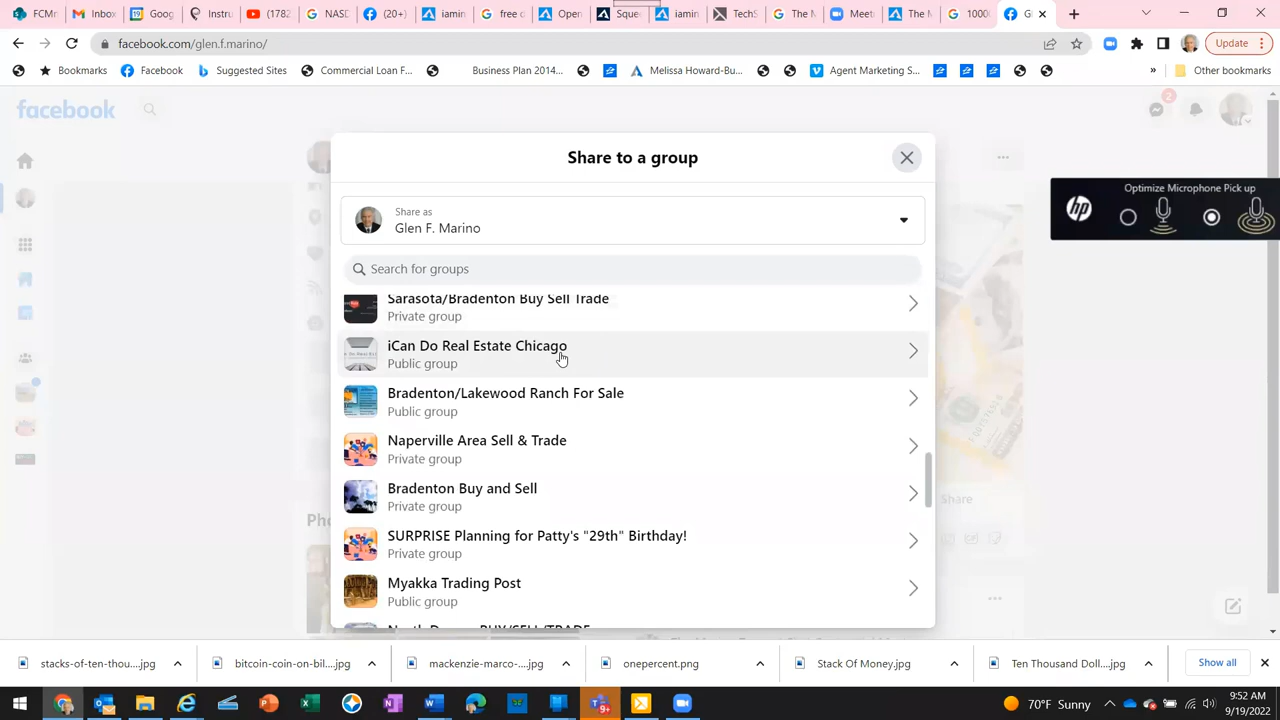 FCMr
Inbox
Goog
Instru
(1782
NASD
(20+)
iamin
free c
Open
Sque
iamin
TechS
The M
Meet
The M
1000
Gl
facebook.com/glen.f.marino/
Update
Bookmarks
Facebook
Suggested Sites
Commercial Loan F...
Business Plan 2014...
Melissa Howard-Bu...
Agent Marketing S...
»
Other bookmarks
facebook
2
Share to a group
Optimize Microphone Pick up
hp
Share as
Glen F. Marino
Search for groups
Sarasota/Bradenton Buy Sell Trade
Private group
iCan Do Real Estate Chicago
Public group
Bradenton/Lakewood Ranch For Sale
Public group
Naperville Area Sell & Trade
Private group
Bradenton Buy and Sell
Private group
Share
Pho
SURPRISE Planning for Patty's "29th" Birthday!
Private group
Myakka Trading Post
Public group
stacks-of-ten-thou....jpg
bitcoin-coin-on-bil....jpg
mackenzie-marco-....jpg
onepercent.png
Stack Of Money.jpg
Ten Thousand Doll....jpg
Show all
9+
70°F Sunny
9:52 AM
9/19/2022